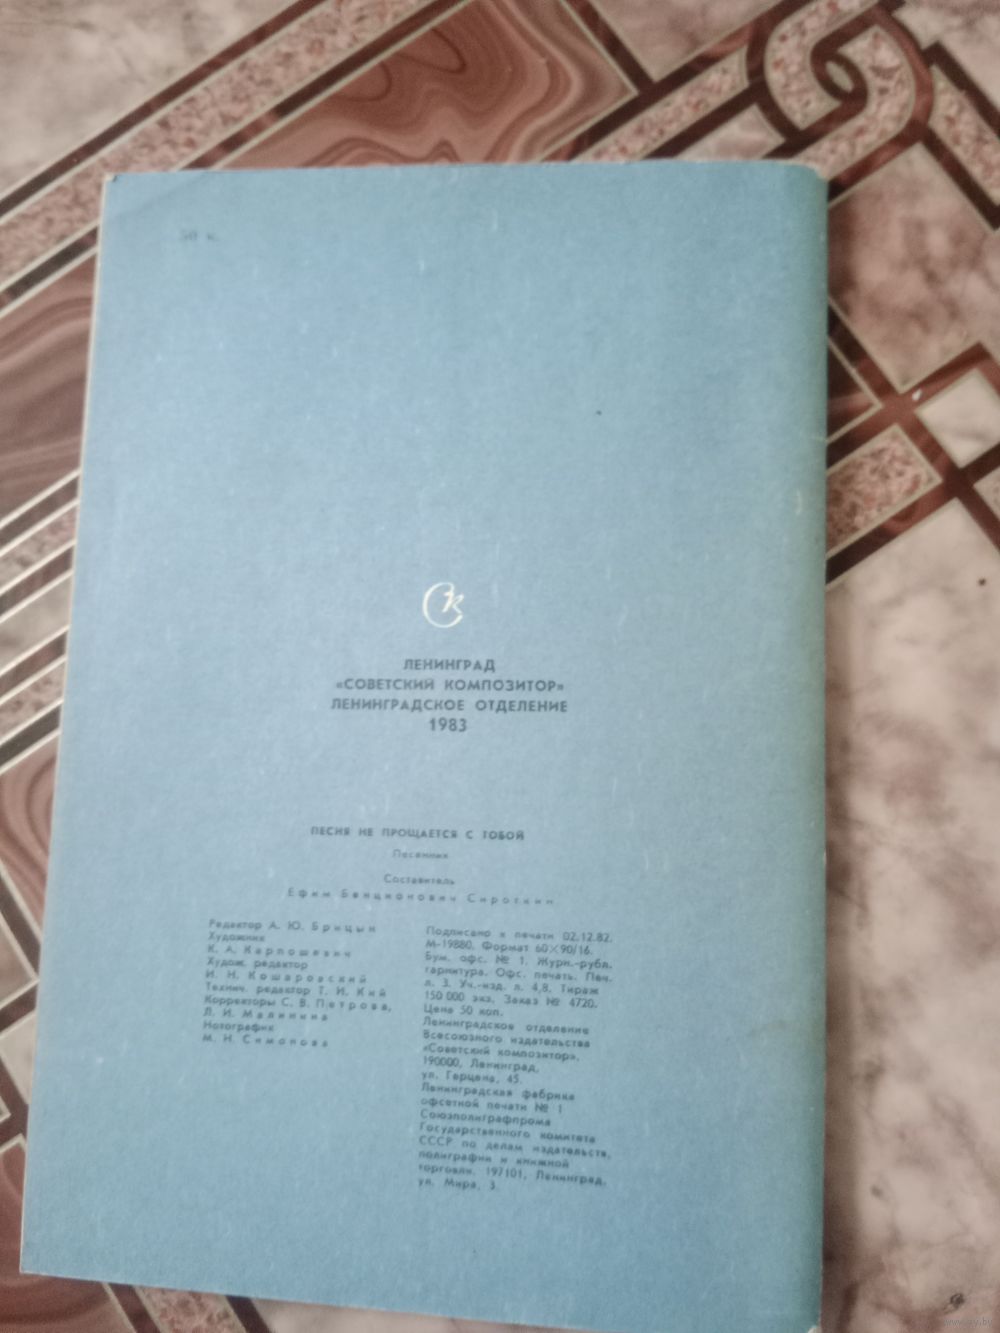 50 к.
СК
ЛЕНИНГРАД
«СОВЕТСКИЙ КОМПОЗИТОР»
ЛЕНИНГРАДСКОЕ ОТДЕЛЕНИЕ
1983
ПЕСНЯ НЕ ПРОЩАЕТСЯ С ТОБОЙ
Песенник
Составитель
Ефим Бенционович Сироткин
Редактор А. Ю. Брицын
Художник
К. А. Карпошевич
Худож. редактор
И. Н. Кошаровский
Технич. редактор Т. И. Кий
Корректоры С. В. Петрова,
Л. И. Малинина
Нотографик
М. Н. Симонова
Подписано к печати 02.12.82.
М-19880. Формат 60×90/16.
Бум. офс. № 1. Журн.-рубл.
гарнитура. Офс. печать. Печ.
л. 3. Уч.-изд. л. 4,8. Тираж
150 000 экз. Заказ № 4720.
Цена 50 коп.
Ленинградское отделение
Всесоюзного издательства
«Советский композитор»,
190000, Ленинград,
ул. Герцена, 45.
Ленинградская фабрика
офсетной печати № 1
Союзполиграфпрома
Государственного комитета
СССР по делам издательств,
полиграфии и книжной
торговли. 197101, Ленинград,
ул. Мира, 3.